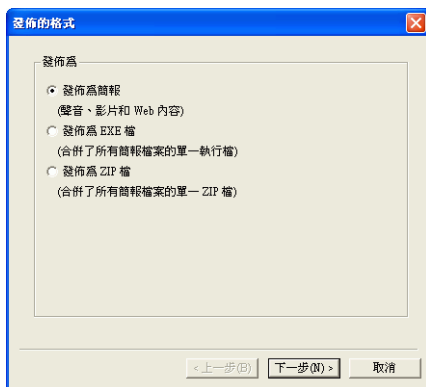 發佈的格式
發佈爲
發佈爲簡報
(聲音、影片和 Web 內容)
發佈爲 EXE 檔
(合併了所有簡報檔案的單一執行檔)
發佈爲 ZIP 檔
(合併了所有簡報檔案的單一 ZIP 檔)
<上一步(B) 下一步(N) > 取消